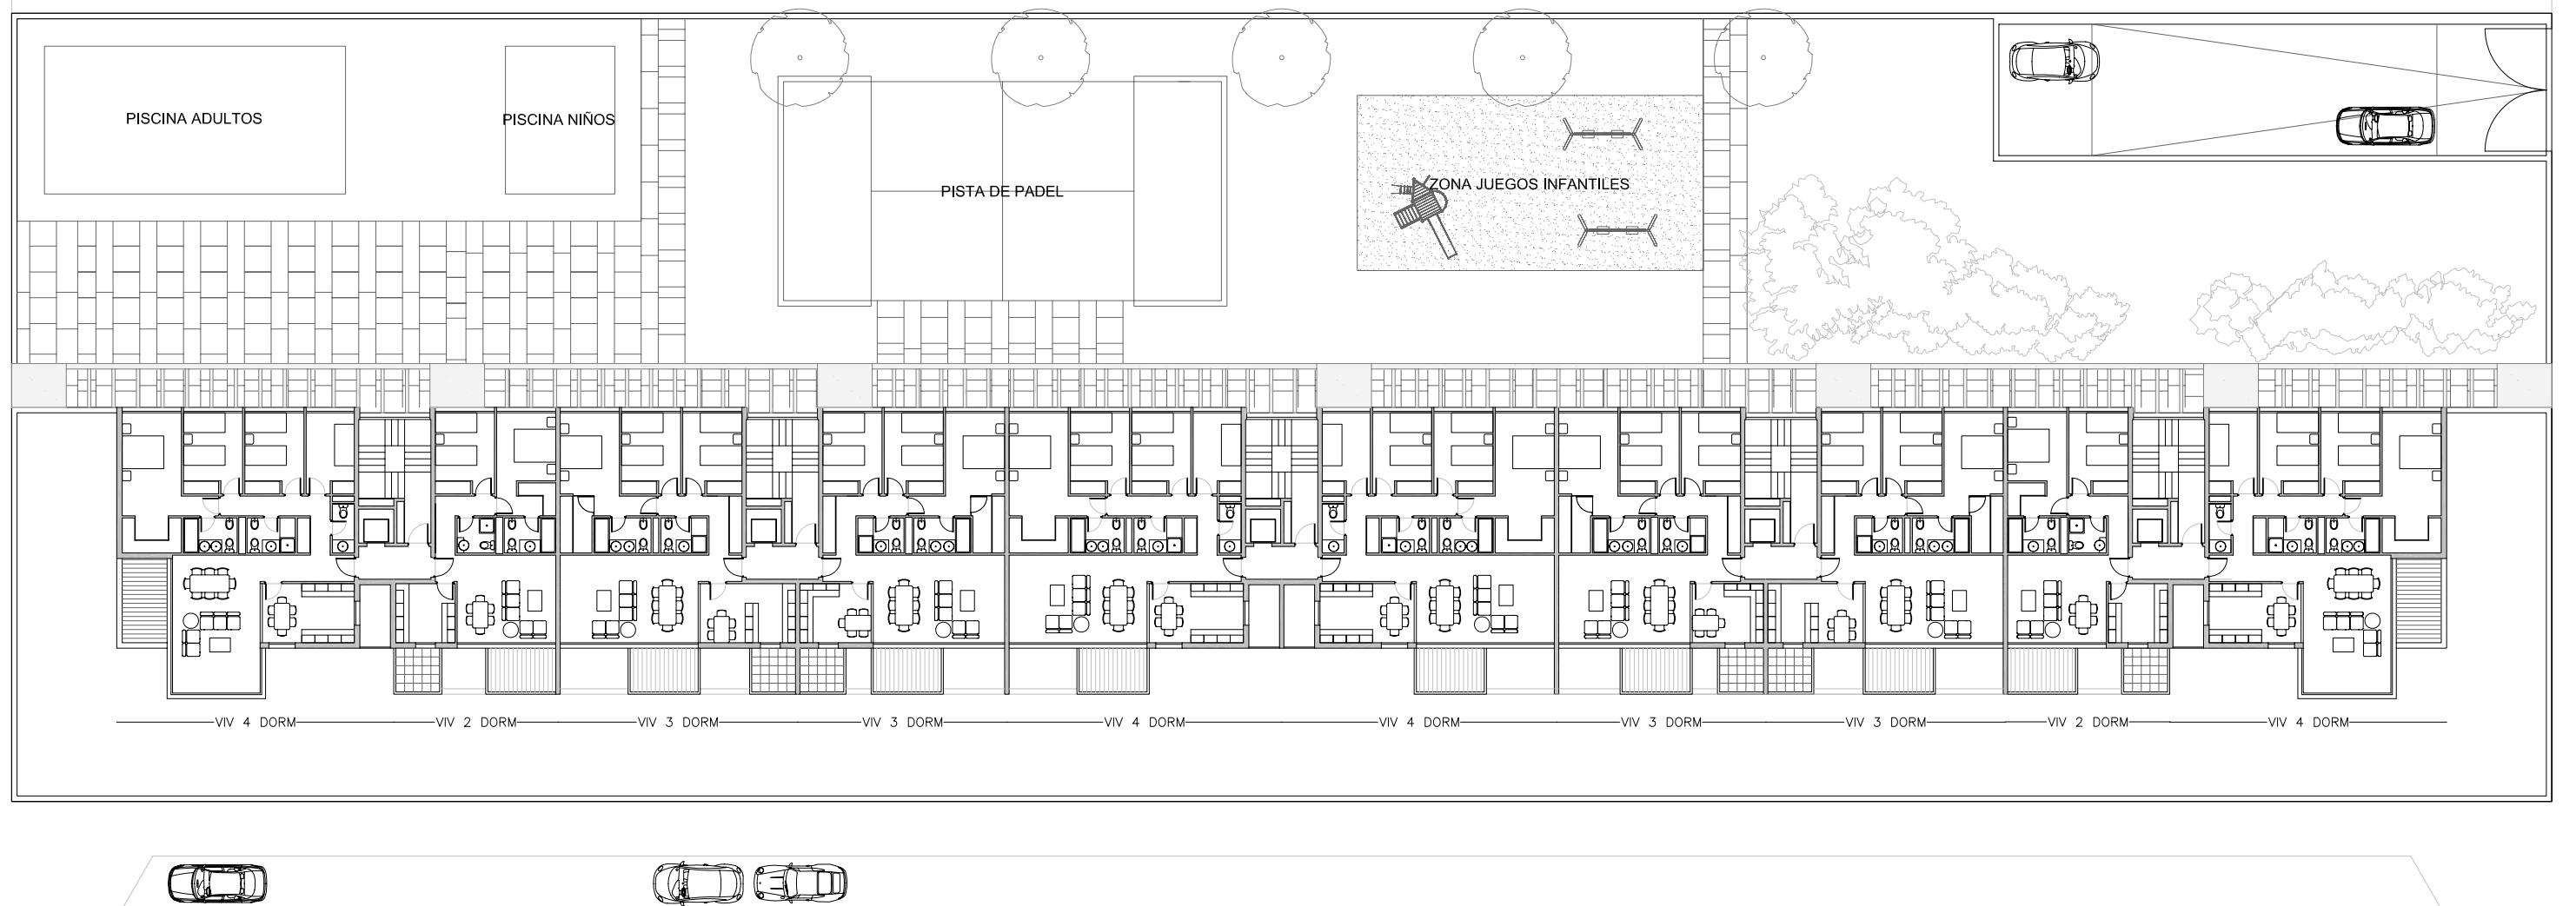 PISCINA ADULTOS
PISCINA NIÑOS
PISTA DE PADEL
ZONA JUEGOS INFANTILES
VIV 4 DORM
VIV 2 DORM
VIV 3 DORM
VIV 3 DORM
VIV 4 DORM
VIV 4 DORM
VIV 3 DORM
VIV 3 DORM
VIV 2 DORM
VIV 4 DORM